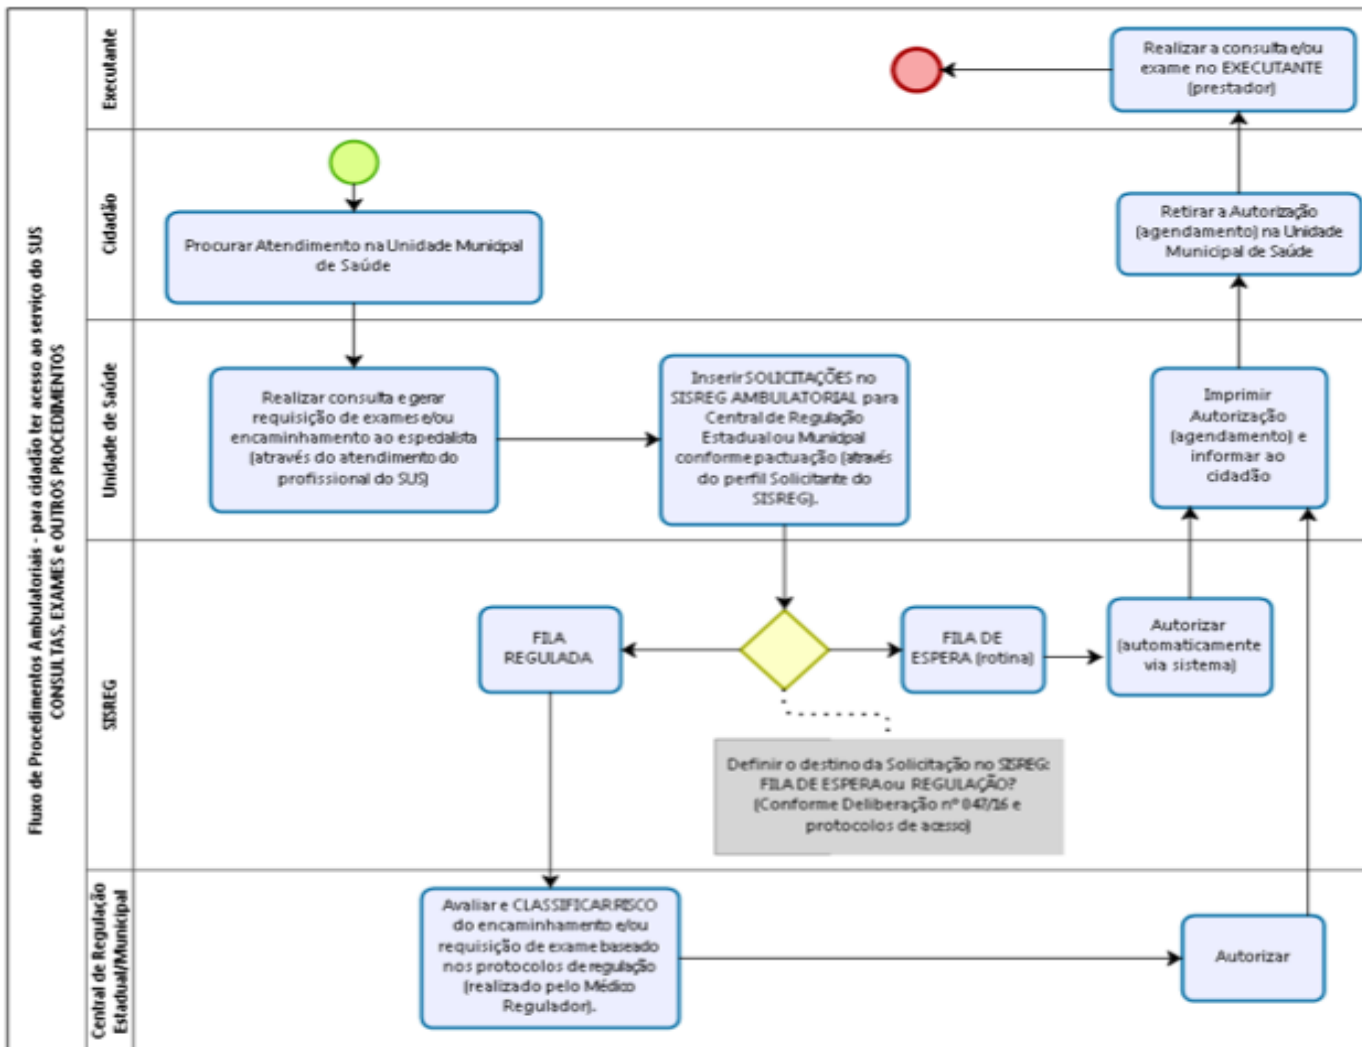 Fluxo de Procedimentos Ambulatoriais - para cidadão ter acesso ao serviço do SUS
CONSULTAS, EXAMES e OUTROS PROCEDIMENTOS
Executante
Realizar a consulta e/ou
exame no EXECUTANTE
(prestador)
Cidadão
Procurar Atendimento na Unidade Municipal
de Saúde
Retirar a Autorização
(agendamento) na Unidade
Municipal de Saúde
Unidade de Saúde
Realizar consulta e gerar
requisição de exames e/ou
encaminhamento ao especialista
(através do atendimento do
profissional do SUS)
Inserir SOLICITAÇÕES no
SISREG AMBULATORIAL para
Central de Regulação
Estadual ou Municipal
conforme pactuação (através
do perfil Solicitante do
SISREG).
Imprimir
Autorização
(agendamento) e
informar ao
cidadão
SISREG
FILA
REGULADA
FILA DE
ESPERA (rotina)
Autorizar
(automaticamente
via sistema)
Definir o destino da Solicitação no SISREG:
FILA DE ESPERA ou REGULAÇÃO?
(Conforme Deliberação nº 047/16 e
protocolos de acesso)
Central de Regulação
Estadual/Municipal
Avaliar e CLASSIFICAR RISCO
do encaminhamento e/ou
requisição de exame baseado
nos protocolos de regulação
(realizado pelo Médico
Regulador).
Autorizar